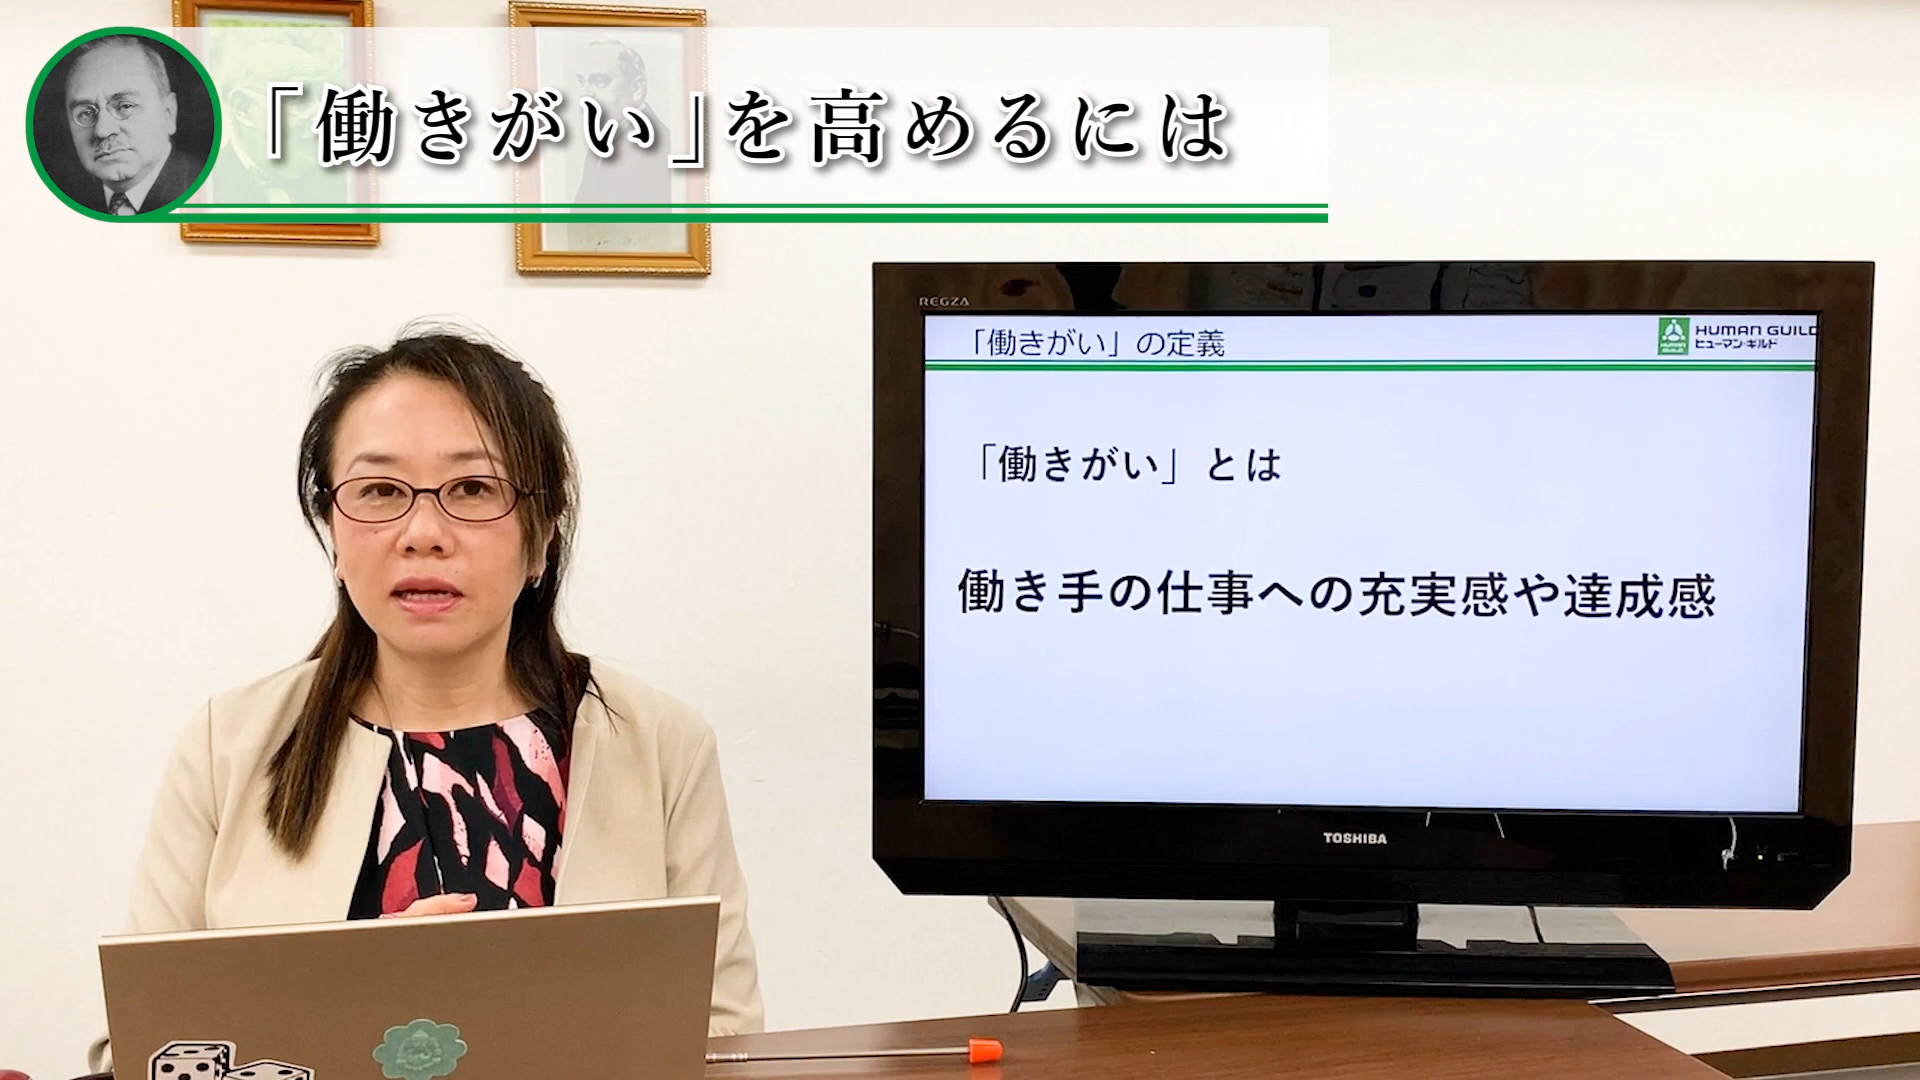 「働きがい」を高めるには
REGZA
「働きがい」の定義
HUMAN GUILD
ヒューマン・ギルド
「働きがい」とは
働き手の仕事への充実感や達成感
TOSHIBA